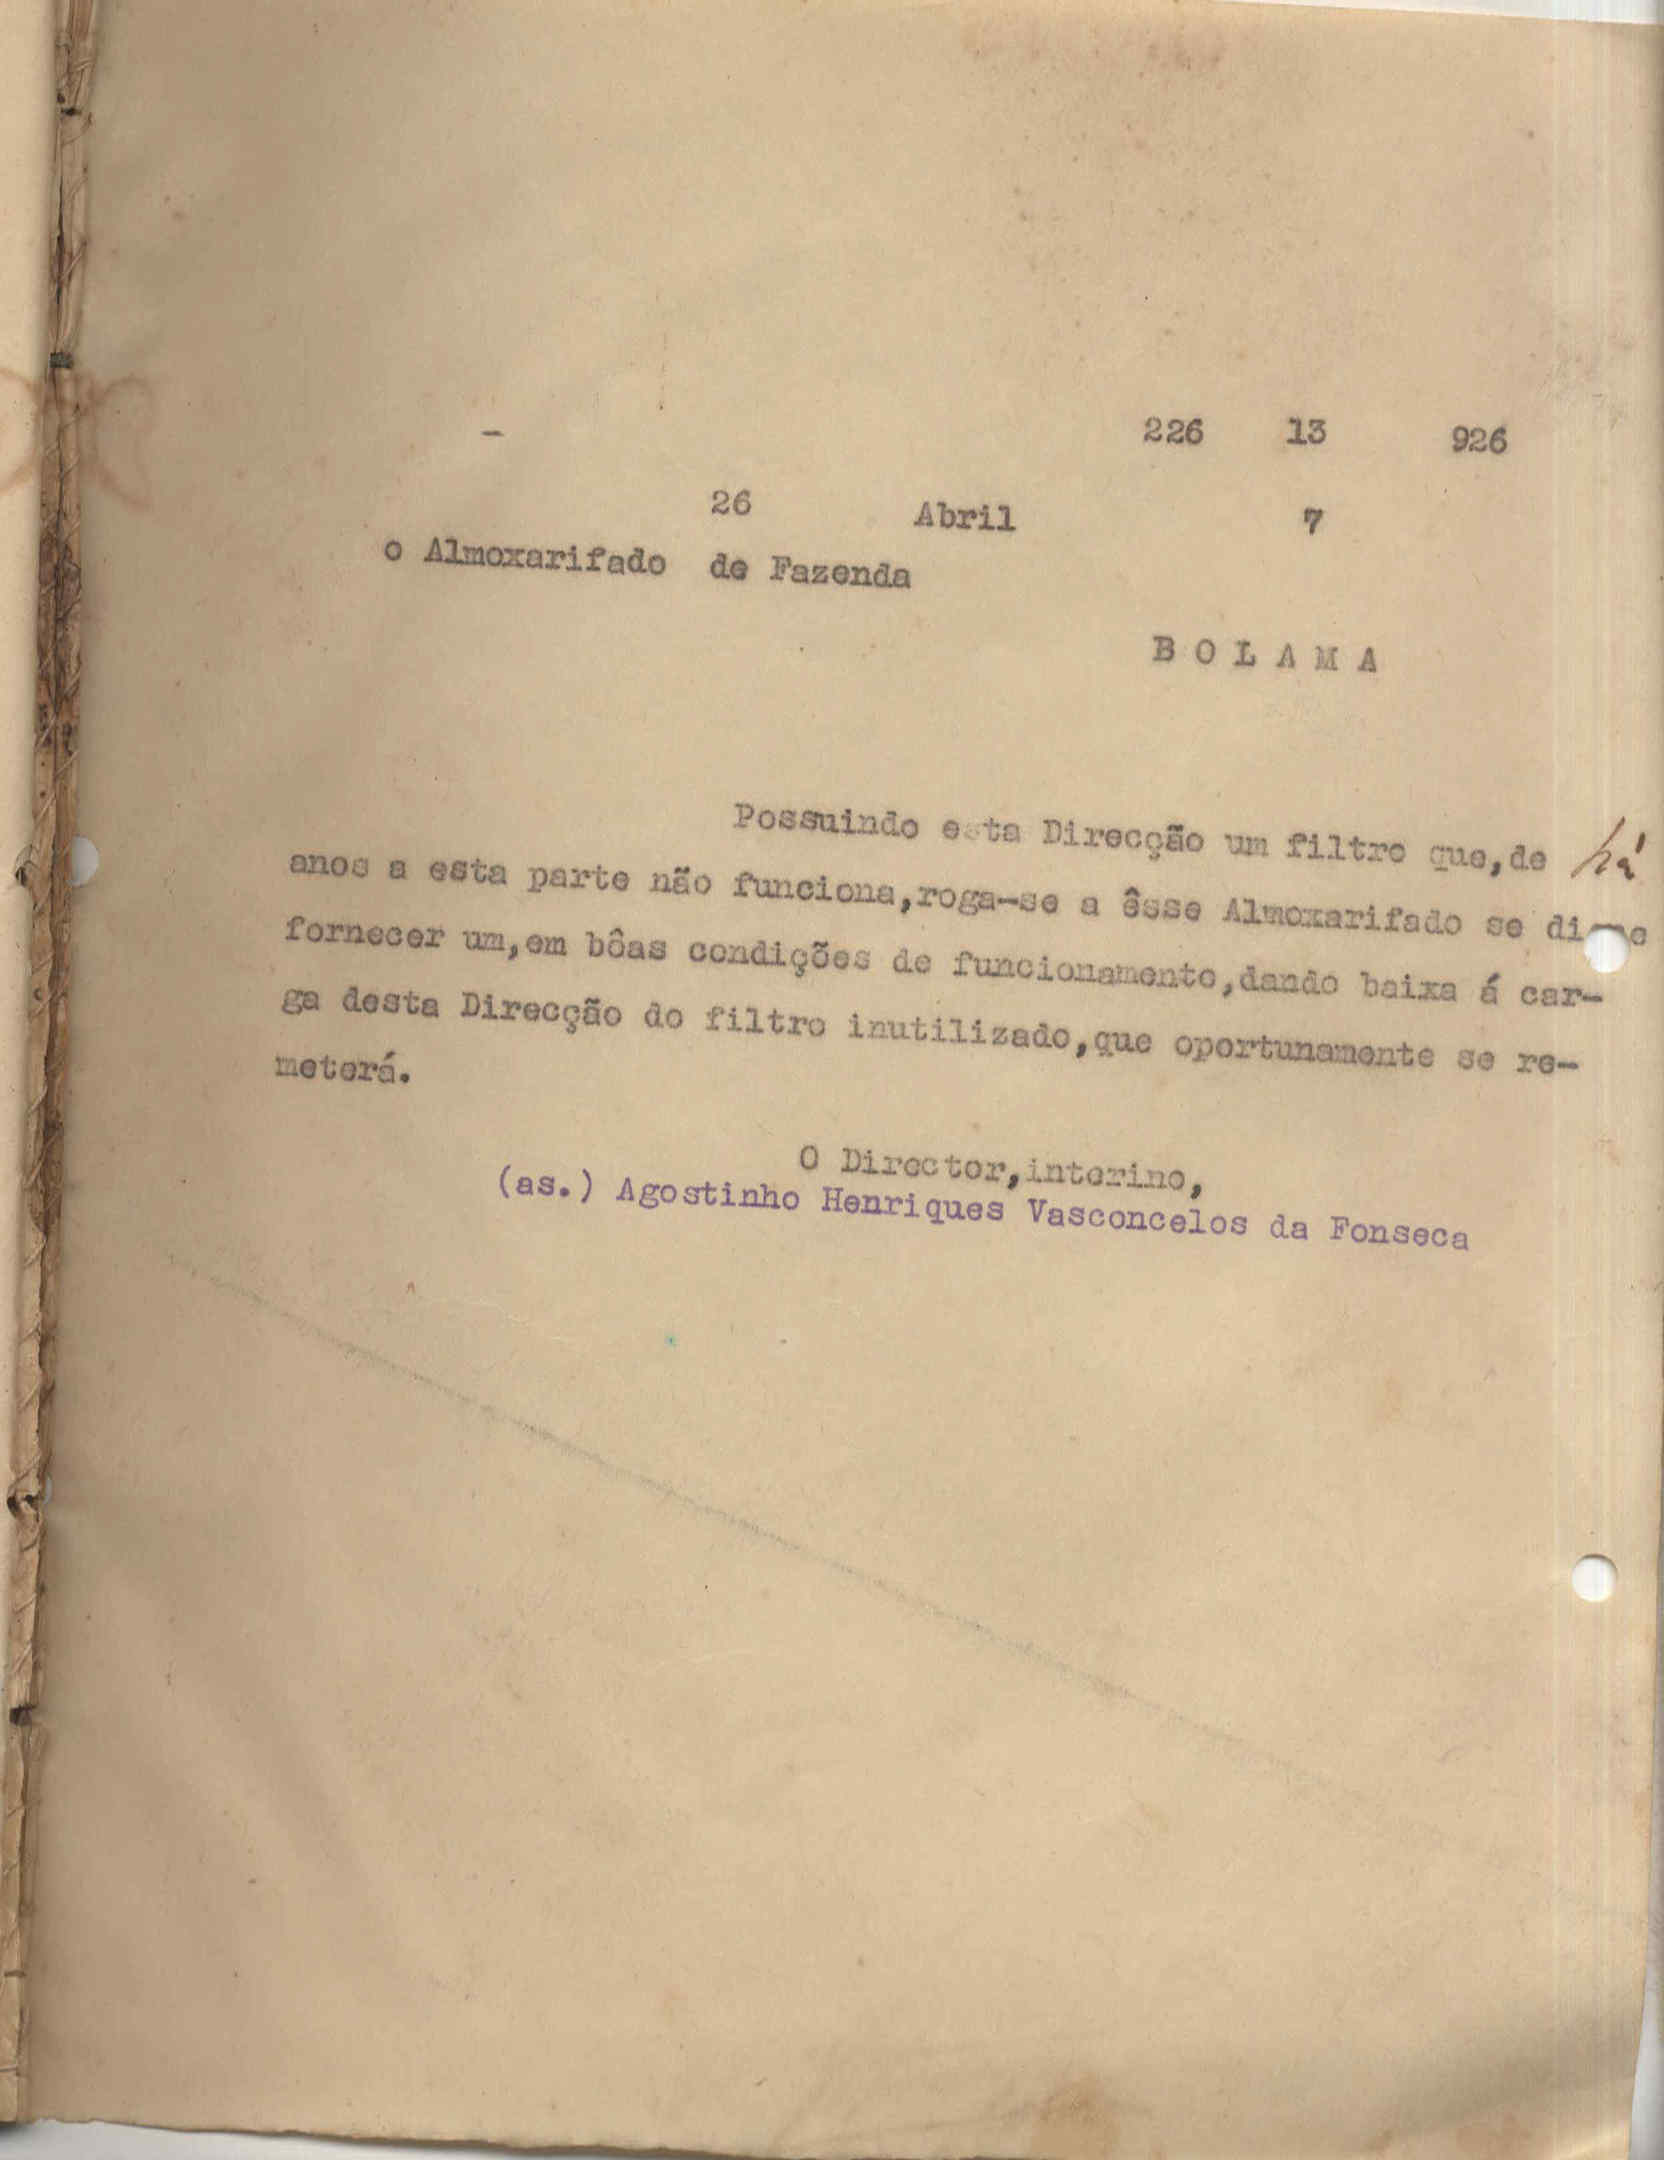 - 226 13 926
26 Abril 7
o Almoxarifado de Fazenda
BOLAMA
Possuindo esta Direcção um filtro que,de há
anos a esta parte não funciona,roga-se a êsse Almoxarifado se digne
fornecer um,em bôas condições de funcionamento,dando baixa á car-
ga desta Direcção do filtro inutilizado,que oportunamente se re-
meterá.
O Director,interino,
(as.) Agostinho Henriques Vasconcelos da Fonseca